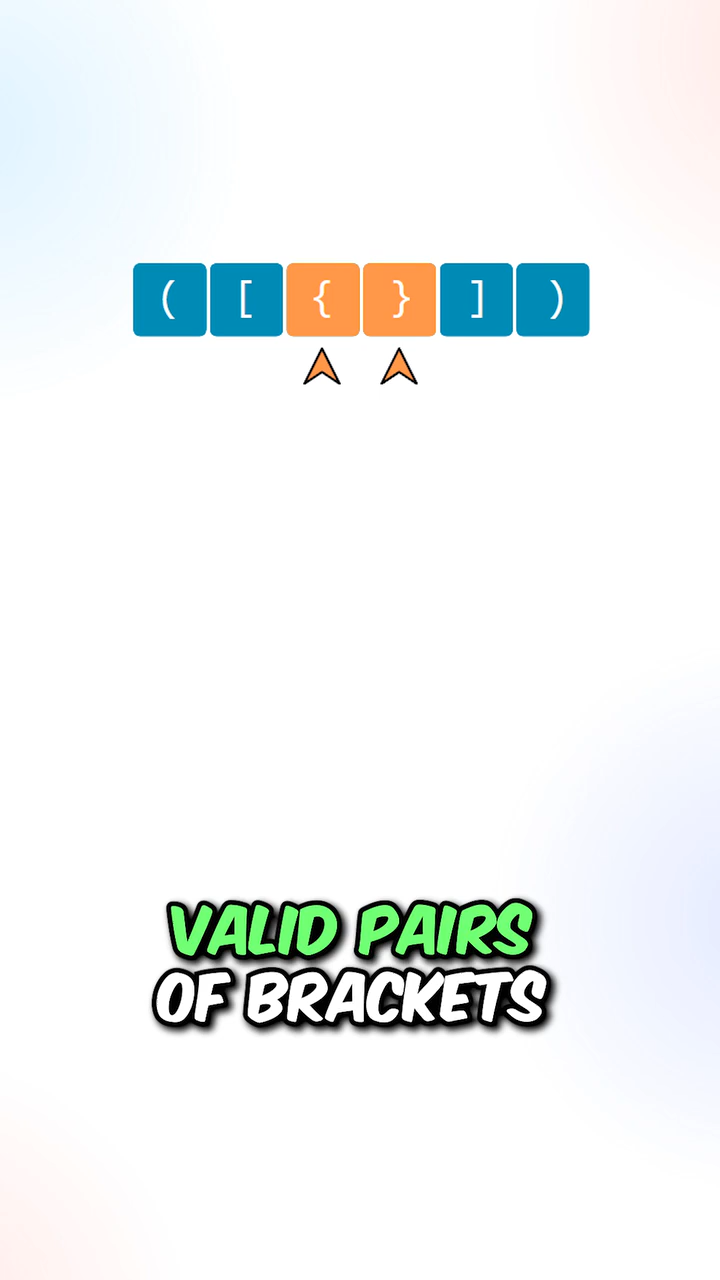 ( [ { } ] )
VALID PAIRS
OF BRACKETS